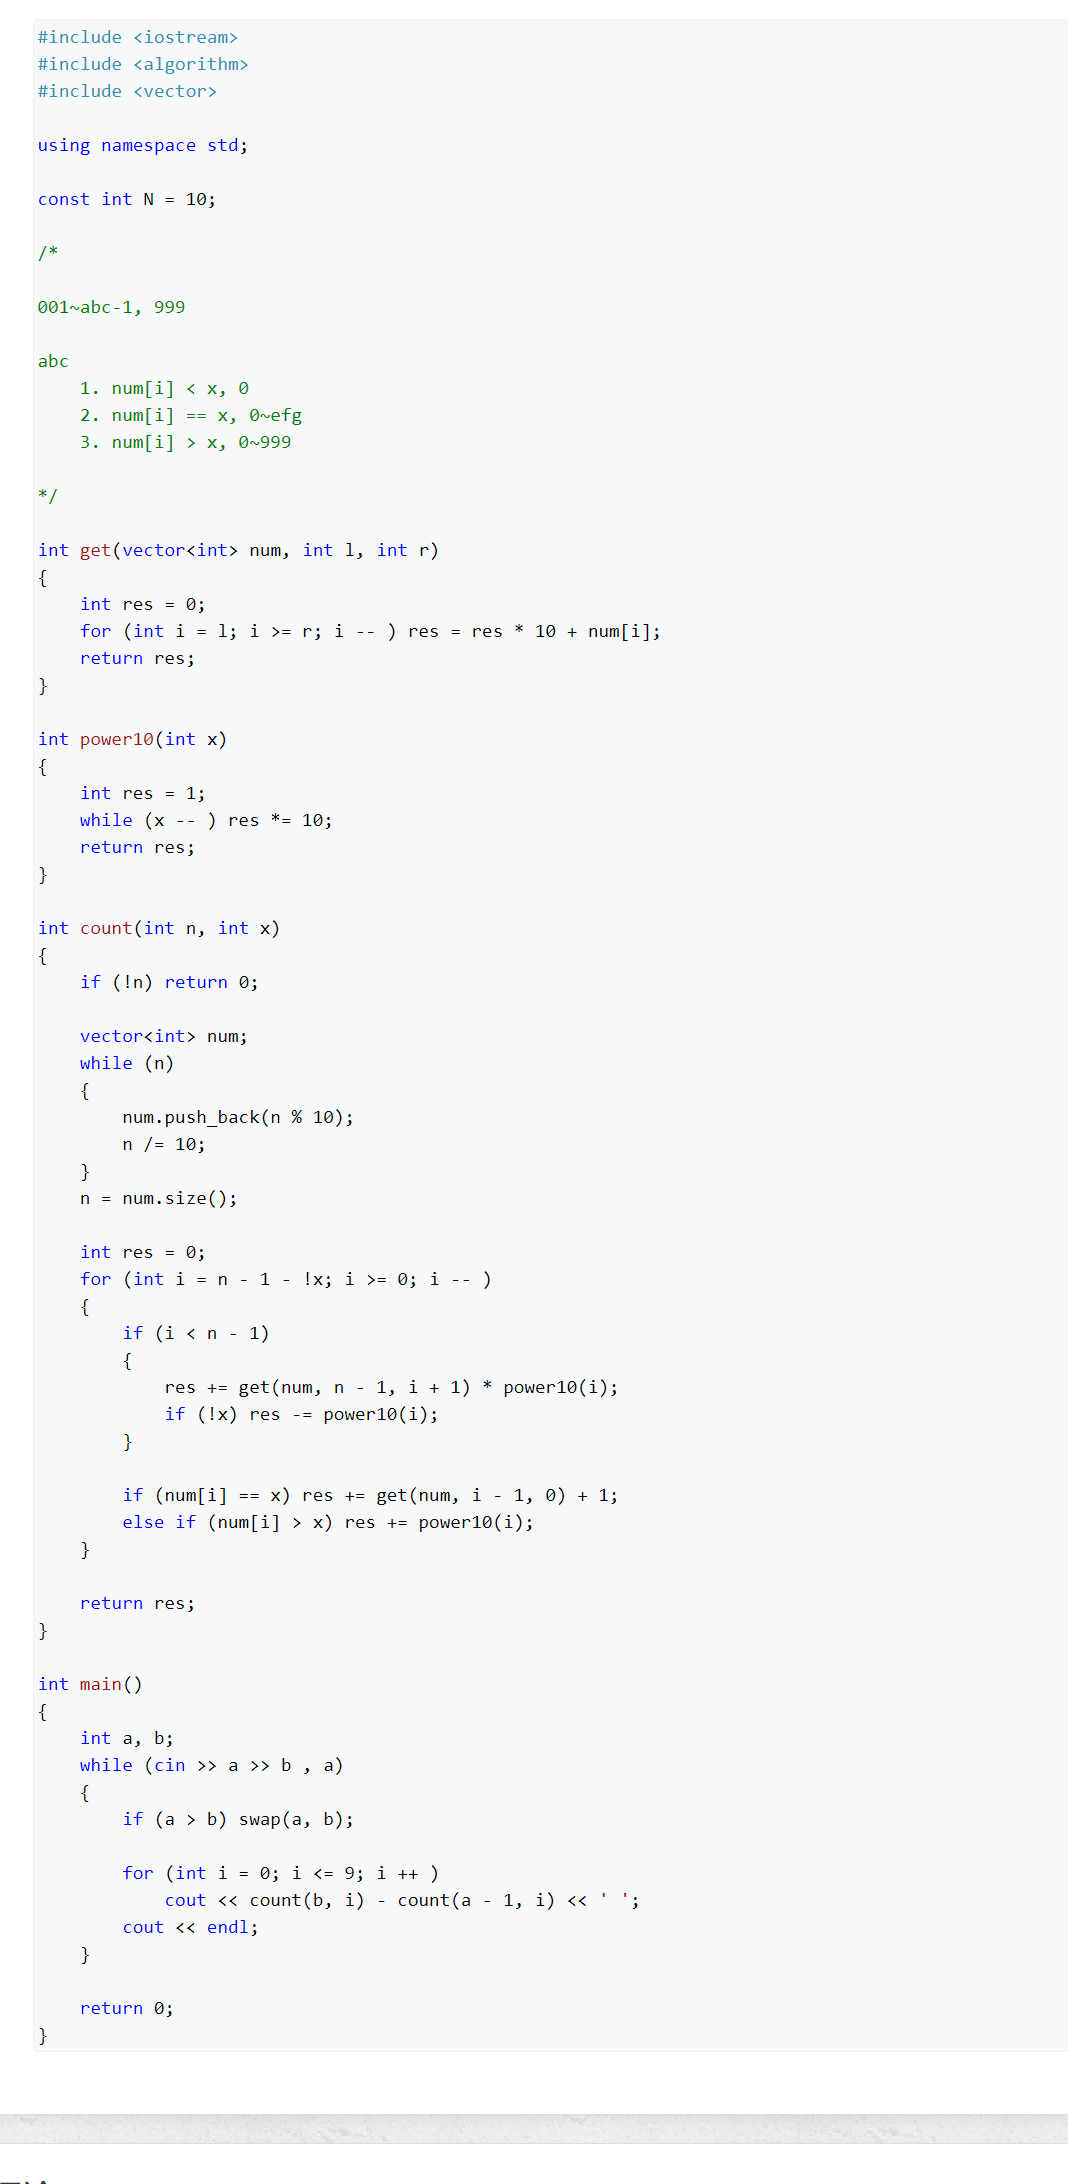 #include <iostream>
#include <algorithm>
#include <vector>
using namespace std;
const int N = 10;
/*
001~abc-1, 999
abc
    1. num[i] < x, 0
    2. num[i] == x, 0~efg
    3. num[i] > x, 0~999
*/
int get(vector<int> num, int l, int r)
{
    int res = 0;
    for (int i = l; i >= r; i -- ) res = res * 10 + num[i];
    return res;
}
int power10(int x)
{
    int res = 1;
    while (x -- ) res *= 10;
    return res;
}
int count(int n, int x)
{
    if (!n) return 0;
    vector<int> num;
    while (n)
    {
        num.push_back(n % 10);
        n /= 10;
    }
    n = num.size();
    int res = 0;
    for (int i = n - 1 - !x; i >= 0; i -- )
    {
        if (i < n - 1)
        {
            res += get(num, n - 1, i + 1) * power10(i);
            if (!x) res -= power10(i);
        }
        if (num[i] == x) res += get(num, i - 1, 0) + 1;
        else if (num[i] > x) res += power10(i);
    }
    return res;
}
int main()
{
    int a, b;
    while (cin >> a >> b , a)
    {
        if (a > b) swap(a, b);
        for (int i = 0; i <= 9; i ++ )
            cout << count(b, i) - count(a - 1, i) << ' ';
        cout << endl;
    }
    return 0;
}